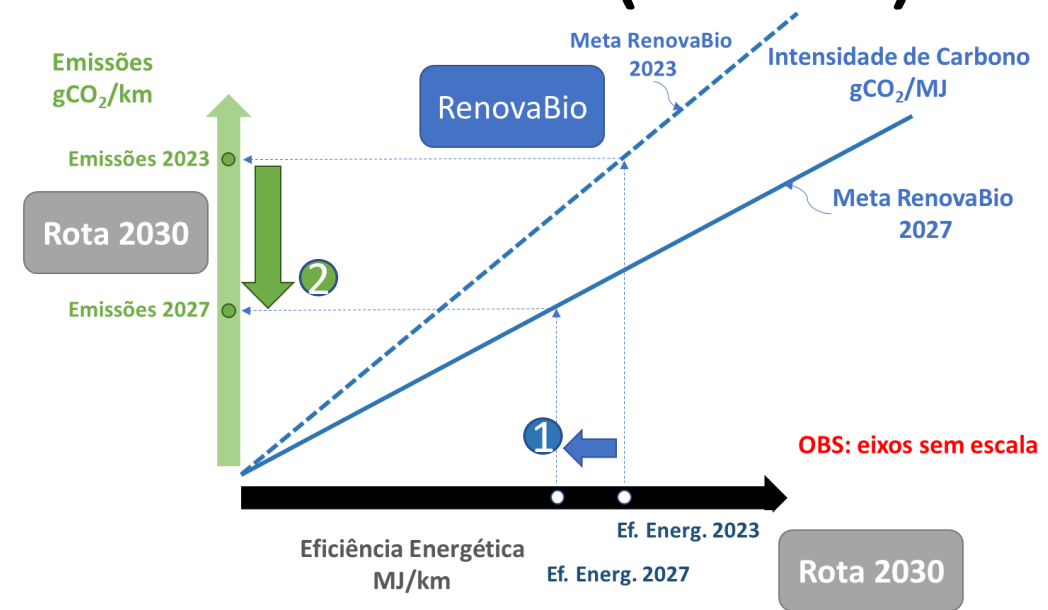 Meta RenovaBio
2023
Emissões
gCO₂/km
Intensidade de Carbono
gCO₂/MJ
RenovaBio
Emissões 2023
Meta RenovaBio
2027
Rota 2030
2
Emissões 2027
1
OBS: eixos sem escala
Ef. Energ. 2023
Eficiência Energética
MJ/km
Ef. Energ. 2027
Rota 2030